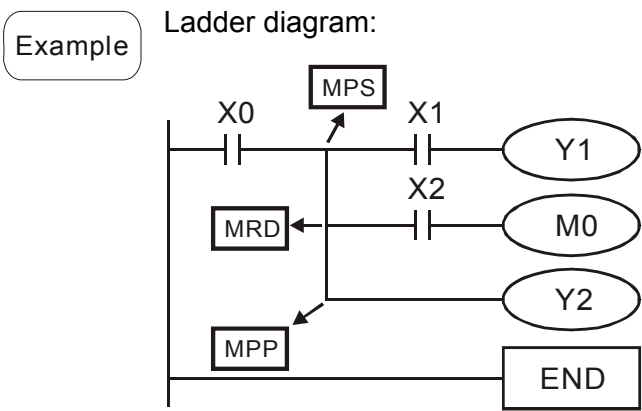 Example
Ladder diagram:
MPS
X0
X1
Y1
X2
MRD
M0
Y2
MPP
END